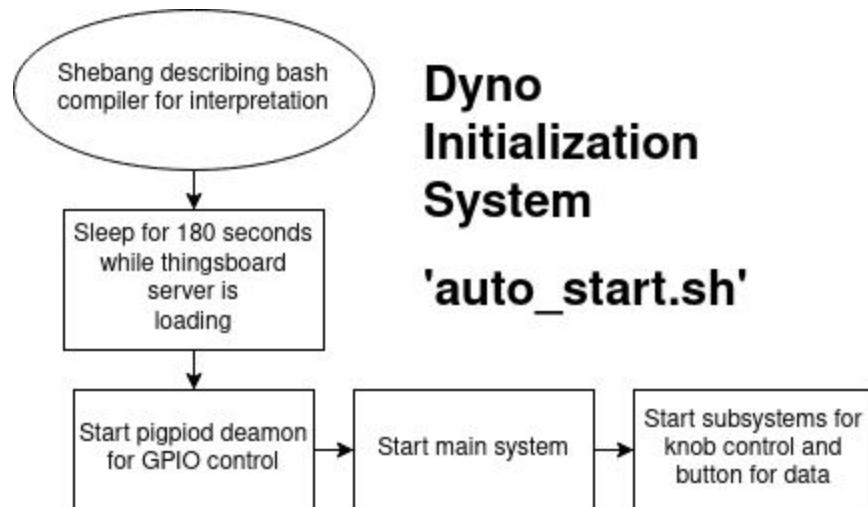 Shebang describing bash
compiler for interpretation
Dyno
Initialization
System
'auto_start.sh'
Sleep for 180 seconds
while thingsboard
server is
loading
Start pigpiod deamon
for GPIO control
Start main system
Start subsystems for
knob control and
button for data